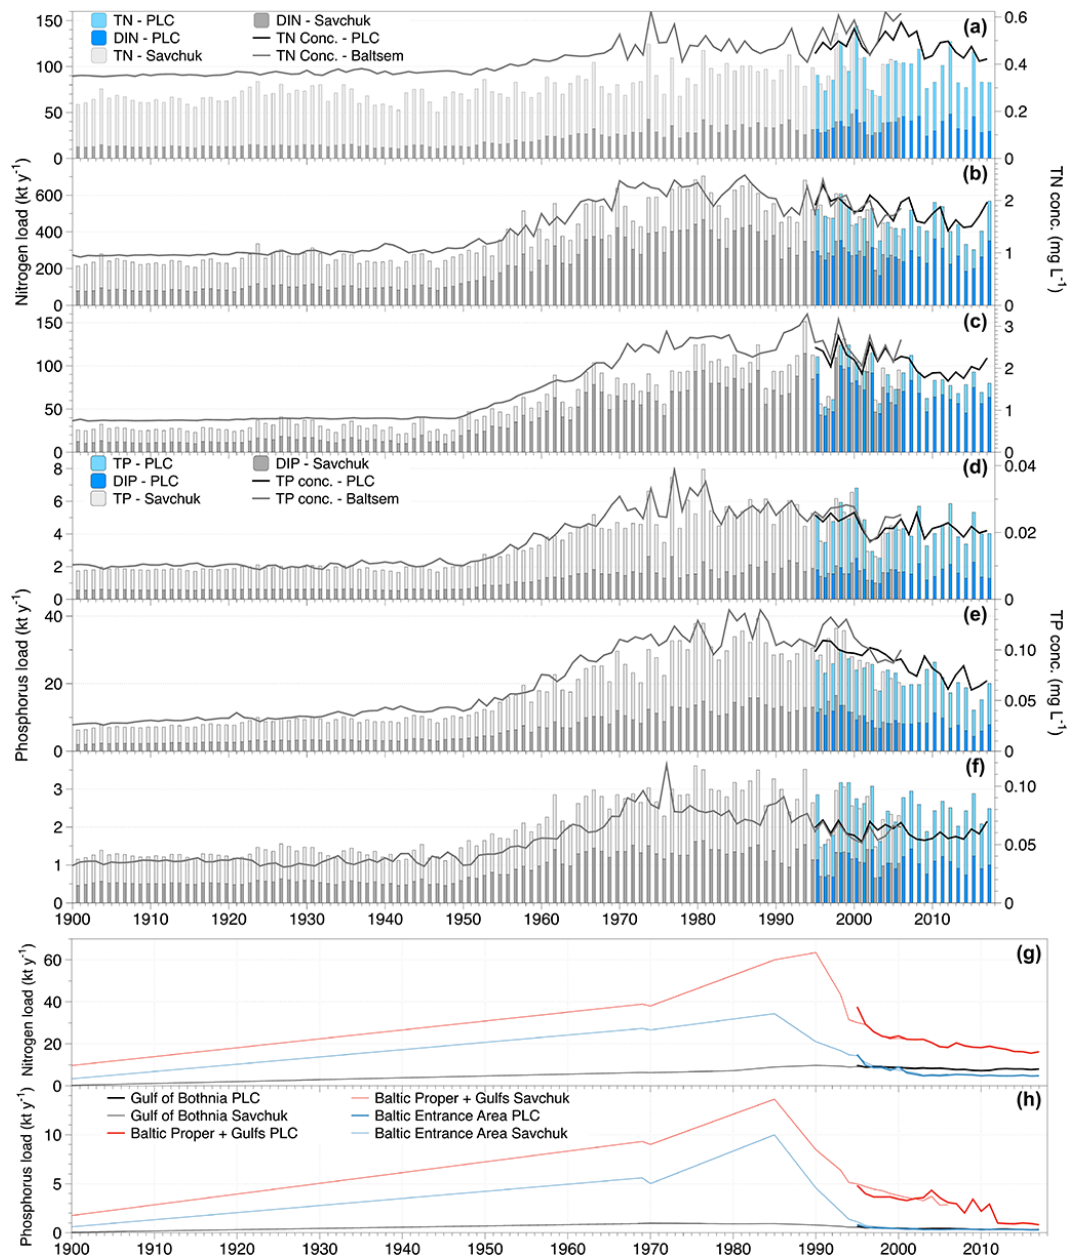 TN - PLC
DIN - Savchuk
DIN - PLC
TN Conc. - PLC
TN - Savchuk
TN Conc. - Baltsem
(a)
150
100
50
0
0.6
0.4
0.2
0
(b)
600
400
200
0
2
1
0
Nitrogen load (kt y⁻¹)
TN conc. (mg L⁻¹)
(c)
150
100
50
0
3
2
1
0
TP - PLC
DIP - Savchuk
DIP - PLC
TP conc. - PLC
TP - Savchuk
TP conc. - Baltsem
(d)
8
6
4
2
0
0.04
0.02
0
(e)
40
20
0
0.10
0.05
0
Phosphorus load (kt y⁻¹)
TP conc. (mg L⁻¹)
(f)
3
2
1
0
0.10
0.05
0
1900 1910 1920 1930 1940 1950 1960 1970 1980 1990 2000 2010
(g)
60
40
20
0
Nitrogen load (kt y⁻¹)
(h)
Gulf of Bothnia PLC
Baltic Proper + Gulfs Savchuk
Gulf of Bothnia Savchuk
Baltic Entrance Area PLC
Baltic Proper + Gulfs PLC
Baltic Entrance Area Savchuk
10
5
0
Phosphorus load (kt y⁻¹)
1900 1910 1920 1930 1940 1950 1960 1970 1980 1990 2000 2010